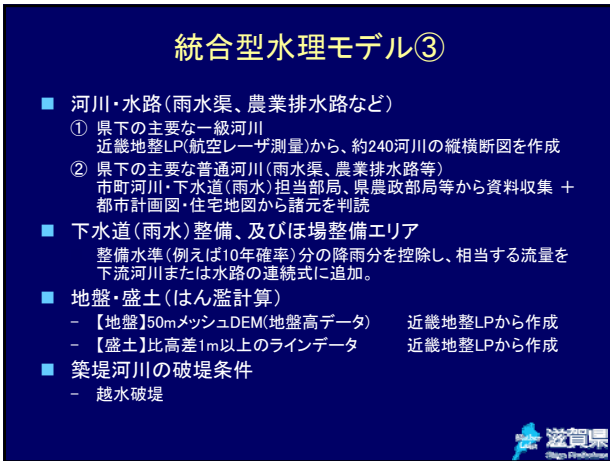 統合型水理モデル③
■ 河川・水路(雨水渠、農業排水路など)
① 県下の主要な一級河川
近畿地整LP(航空レーザ測量)から、約240河川の縦横断図を作成
② 県下の主要な普通河川(雨水渠、農業排水路等)
市町河川・下水道(雨水)担当部局、県農政部局等から資料収集 +
都市計画図・住宅地図から諸元を判読
■ 下水道(雨水)整備、及びほ場整備エリア
整備水準(例えば10年確率)分の降雨分を控除し、相当する流量を
下流河川または水路の連続式に追加。
■ 地盤・盛土(はん濫計算)
- 【地盤】50mメッシュDEM(地盤高データ) 近畿地整LPから作成
- 【盛土】比高差1m以上のラインデータ 近畿地整LPから作成
■ 築堤河川の破堤条件
- 越水破堤
Mother Lake 滋賀県
Shiga Prefecture